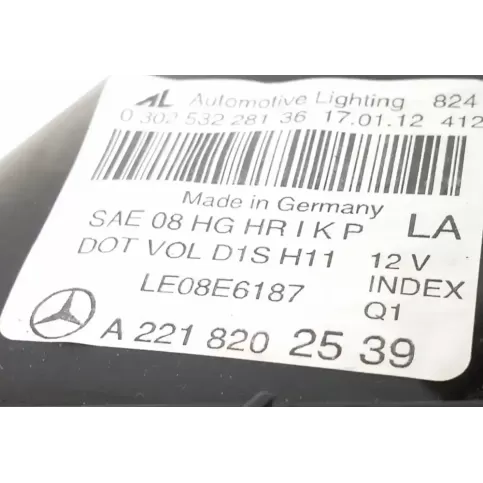 AL Automotive Lighting 824
0 302 532 281 36 17.01.12 412
Made in Germany
SAE 08 HG HR I K P LA
DOT VOL D1S H11 12 V
LE08E6187 INDEX
Q1
A 221 820 25 39